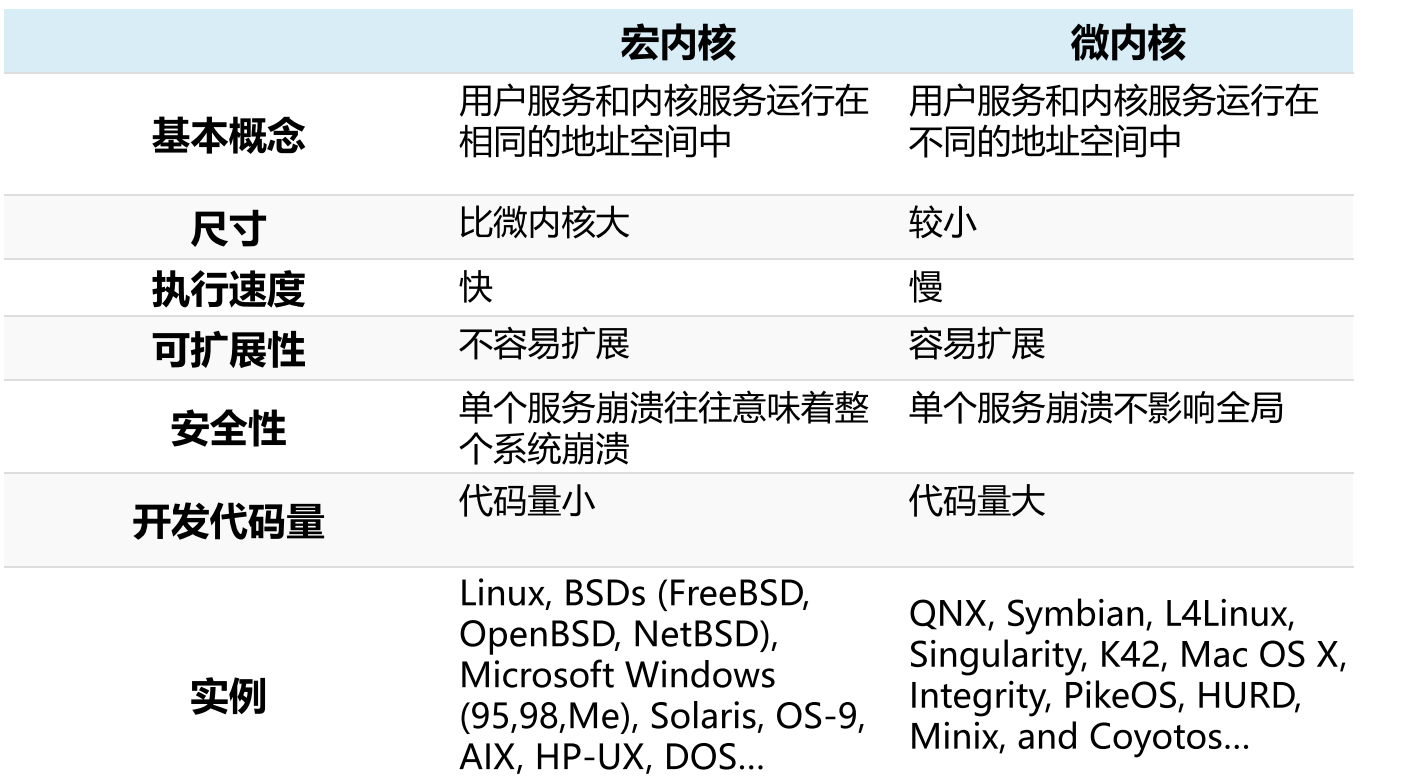 宏内核 微内核
基本概念
用户服务和内核服务运行在
相同的地址空间中
用户服务和内核服务运行在
不同的地址空间中
尺寸 比微内核大 较小
执行速度 快 慢
可扩展性 不容易扩展 容易扩展
安全性
单个服务崩溃往往意味着整
个系统崩溃
单个服务崩溃不影响全局
开发代码量 代码量小 代码量大
实例
Linux, BSDs (FreeBSD,
OpenBSD, NetBSD),
Microsoft Windows
(95,98,Me), Solaris, OS-9,
AIX, HP-UX, DOS...
QNX, Symbian, L4Linux,
Singularity, K42, Mac OS X,
Integrity, PikeOS, HURD,
Minix, and Coyotos...